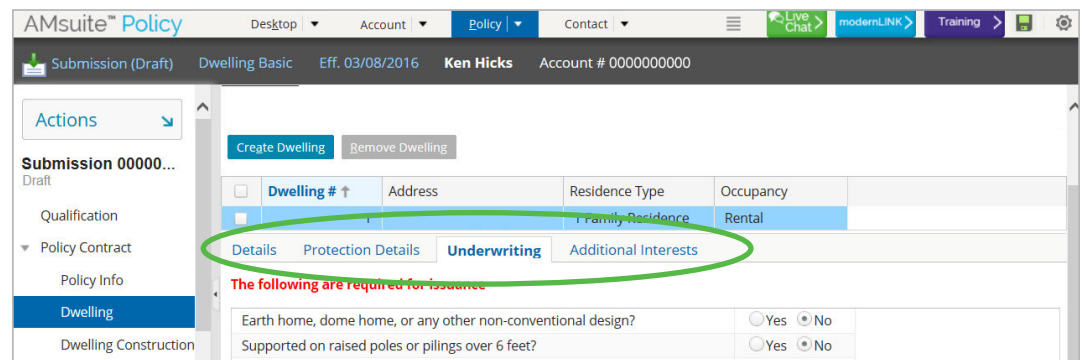 AMsuite™ Policy Desktop Account Policy Contact Live Chat modernLINK Training
Submission (Draft) Dwelling Basic Eff. 03/08/2016 Ken Hicks Account # 0000000000
Actions
Create Dwelling Remove Dwelling
Submission 00000...
Draft
Dwelling # Address Residence Type Occupancy
1 1 Family Residence Rental
Qualification
Policy Contract
Details Protection Details Underwriting Additional Interests
Policy Info
The following are required for issuance
Dwelling
Earth home, dome home, or any other non-conventional design? Yes No
Dwelling Construction
Supported on raised poles or pilings over 6 feet? Yes No